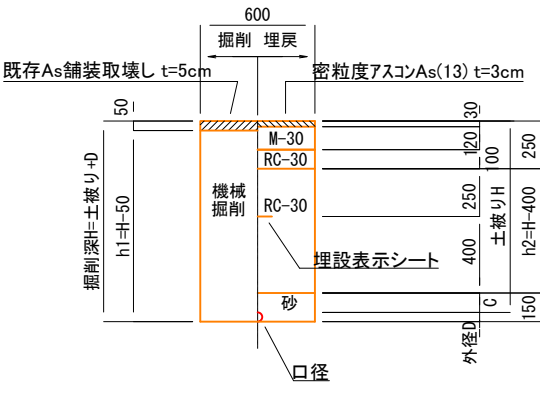 600
掘削 埋戻
既存As舗装取壊し t=5cm
密粒度アスコンAs(13) t=3cm
50
30
M-30
120
250
RC-30
100
機械
掘削
RC-30
250
土被りH
掘削深H=土被り+D
h1=H-50
h2=H-400
埋設表示シート
400
砂
C
150
外径D
口径